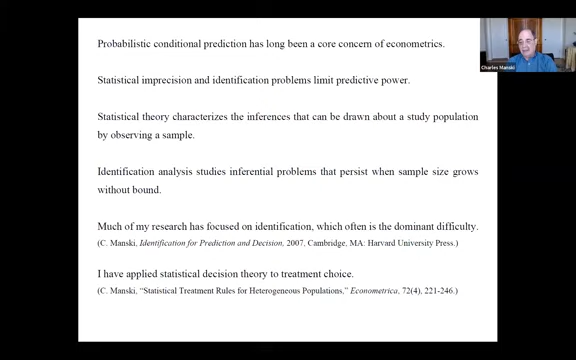 Probabilistic conditional prediction has long been a core concern of econometrics.
Statistical imprecision and identification problems limit predictive power.
Statistical theory characterizes the inferences that can be drawn about a study population
by observing a sample.
Identification analysis studies inferential problems that persist when sample size grows
without bound.
Much of my research has focused on identification, which often is the dominant difficulty.
(C. Manski, Identification for Prediction and Decision, 2007, Cambridge, MA: Harvard University Press.)
I have applied statistical decision theory to treatment choice.
(C. Manski, “Statistical Treatment Rules for Heterogeneous Populations,” Econometrica, 72(4), 221-246.)
Charles Manski